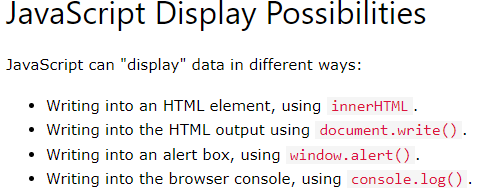 JavaScript Display Possibilities
JavaScript can "display" data in different ways:
• Writing into an HTML element, using innerHTML.
• Writing into the HTML output using document.write().
• Writing into an alert box, using window.alert().
• Writing into the browser console, using console.log().